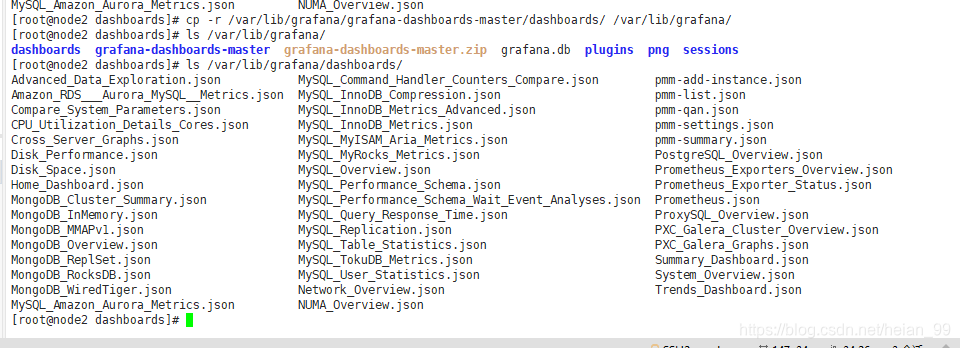 MySQL_Amazon_Aurora_Metrics.json NUMA_Overview.json
[root@node2 dashboards]# cp -r /var/lib/grafana/grafana-dashboards-master/dashboards/ /var/lib/grafana/
[root@node2 dashboards]# ls /var/lib/grafana/
dashboards grafana-dashboards-master grafana-dashboards-master.zip grafana.db plugins png sessions
[root@node2 dashboards]# ls /var/lib/grafana/dashboards/
Advanced_Data_Exploration.json MySQL_Command_Handler_Counters_Compare.json pmm-add-instance.json
Amazon_RDS___Aurora_MySQL__Metrics.json MySQL_InnoDB_Compression.json pmm-list.json
Compare_System_Parameters.json MySQL_InnoDB_Metrics_Advanced.json pmm-qan.json
CPU_Utilization_Details_Cores.json MySQL_InnoDB_Metrics.json pmm-settings.json
Cross_Server_Graphs.json MySQL_MyISAM_Aria_Metrics.json pmm-summary.json
Disk_Performance.json MySQL_MyRocks_Metrics.json PostgreSQL_Overview.json
Disk_Space.json MySQL_Overview.json Prometheus_Exporters_Overview.json
Home_Dashboard.json MySQL_Performance_Schema.json Prometheus_Exporter_Status.json
MongoDB_Cluster_Summary.json MySQL_Performance_Schema_Wait_Event_Analyses.json Prometheus.json
MongoDB_InMemory.json MySQL_Query_Response_Time.json ProxySQL_Overview.json
MongoDB_MMAPv1.json MySQL_Replication.json PXC_Galera_Cluster_Overview.json
MongoDB_Overview.json MySQL_Table_Statistics.json PXC_Galera_Graphs.json
MongoDB_ReplSet.json MySQL_TokuDB_Metrics.json Summary_Dashboard.json
MongoDB_RocksDB.json MySQL_User_Statistics.json System_Overview.json
MongoDB_WiredTiger.json Network_Overview.json Trends_Dashboard.json
MySQL_Amazon_Aurora_Metrics.json NUMA_Overview.json
[root@node2 dashboards]#
https://blog.csdn.net/heian_99